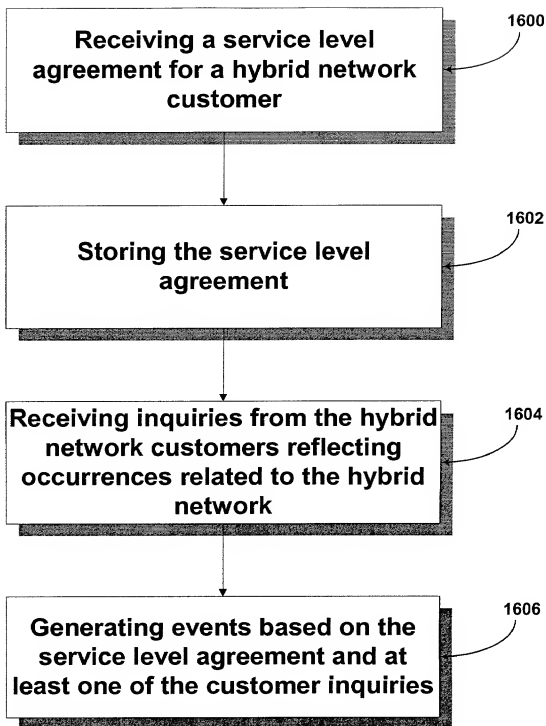 Receiving a service level
agreement for a hybrid network
customer
1600
Storing the service level
agreement
1602
Receiving inquiries from the hybrid
network customers reflecting
occurrences related to the hybrid
network
1604
Generating events based on the
service level agreement and at
least one of the customer inquiries
1606